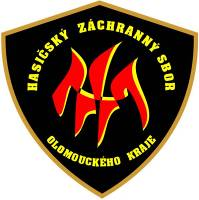 HASIČSKÝ ZÁCHRANNÝ SBOR
OLOMOUCKÉHO KRAJE